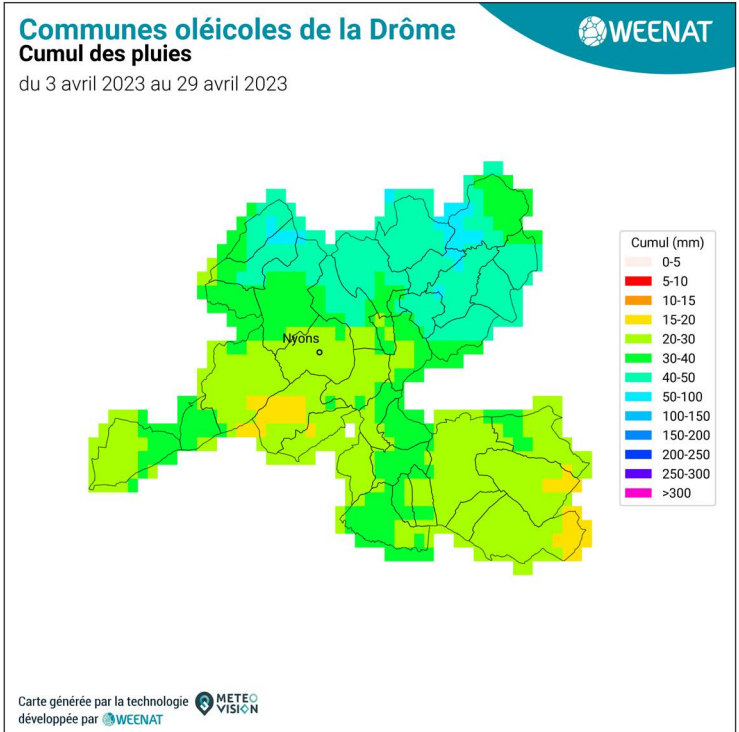 Communes oléicoles de la Drôme
WEENAT
Cumul des pluies
du 3 avril 2023 au 29 avril 2023
Nyons
Cumul (mm)
0-5
5-10
10-15
15-20
20-30
30-40
40-50
50-100
100-150
150-200
200-250
250-300
>300
Carte générée par la technologie METEO VISION
développée par WEENAT